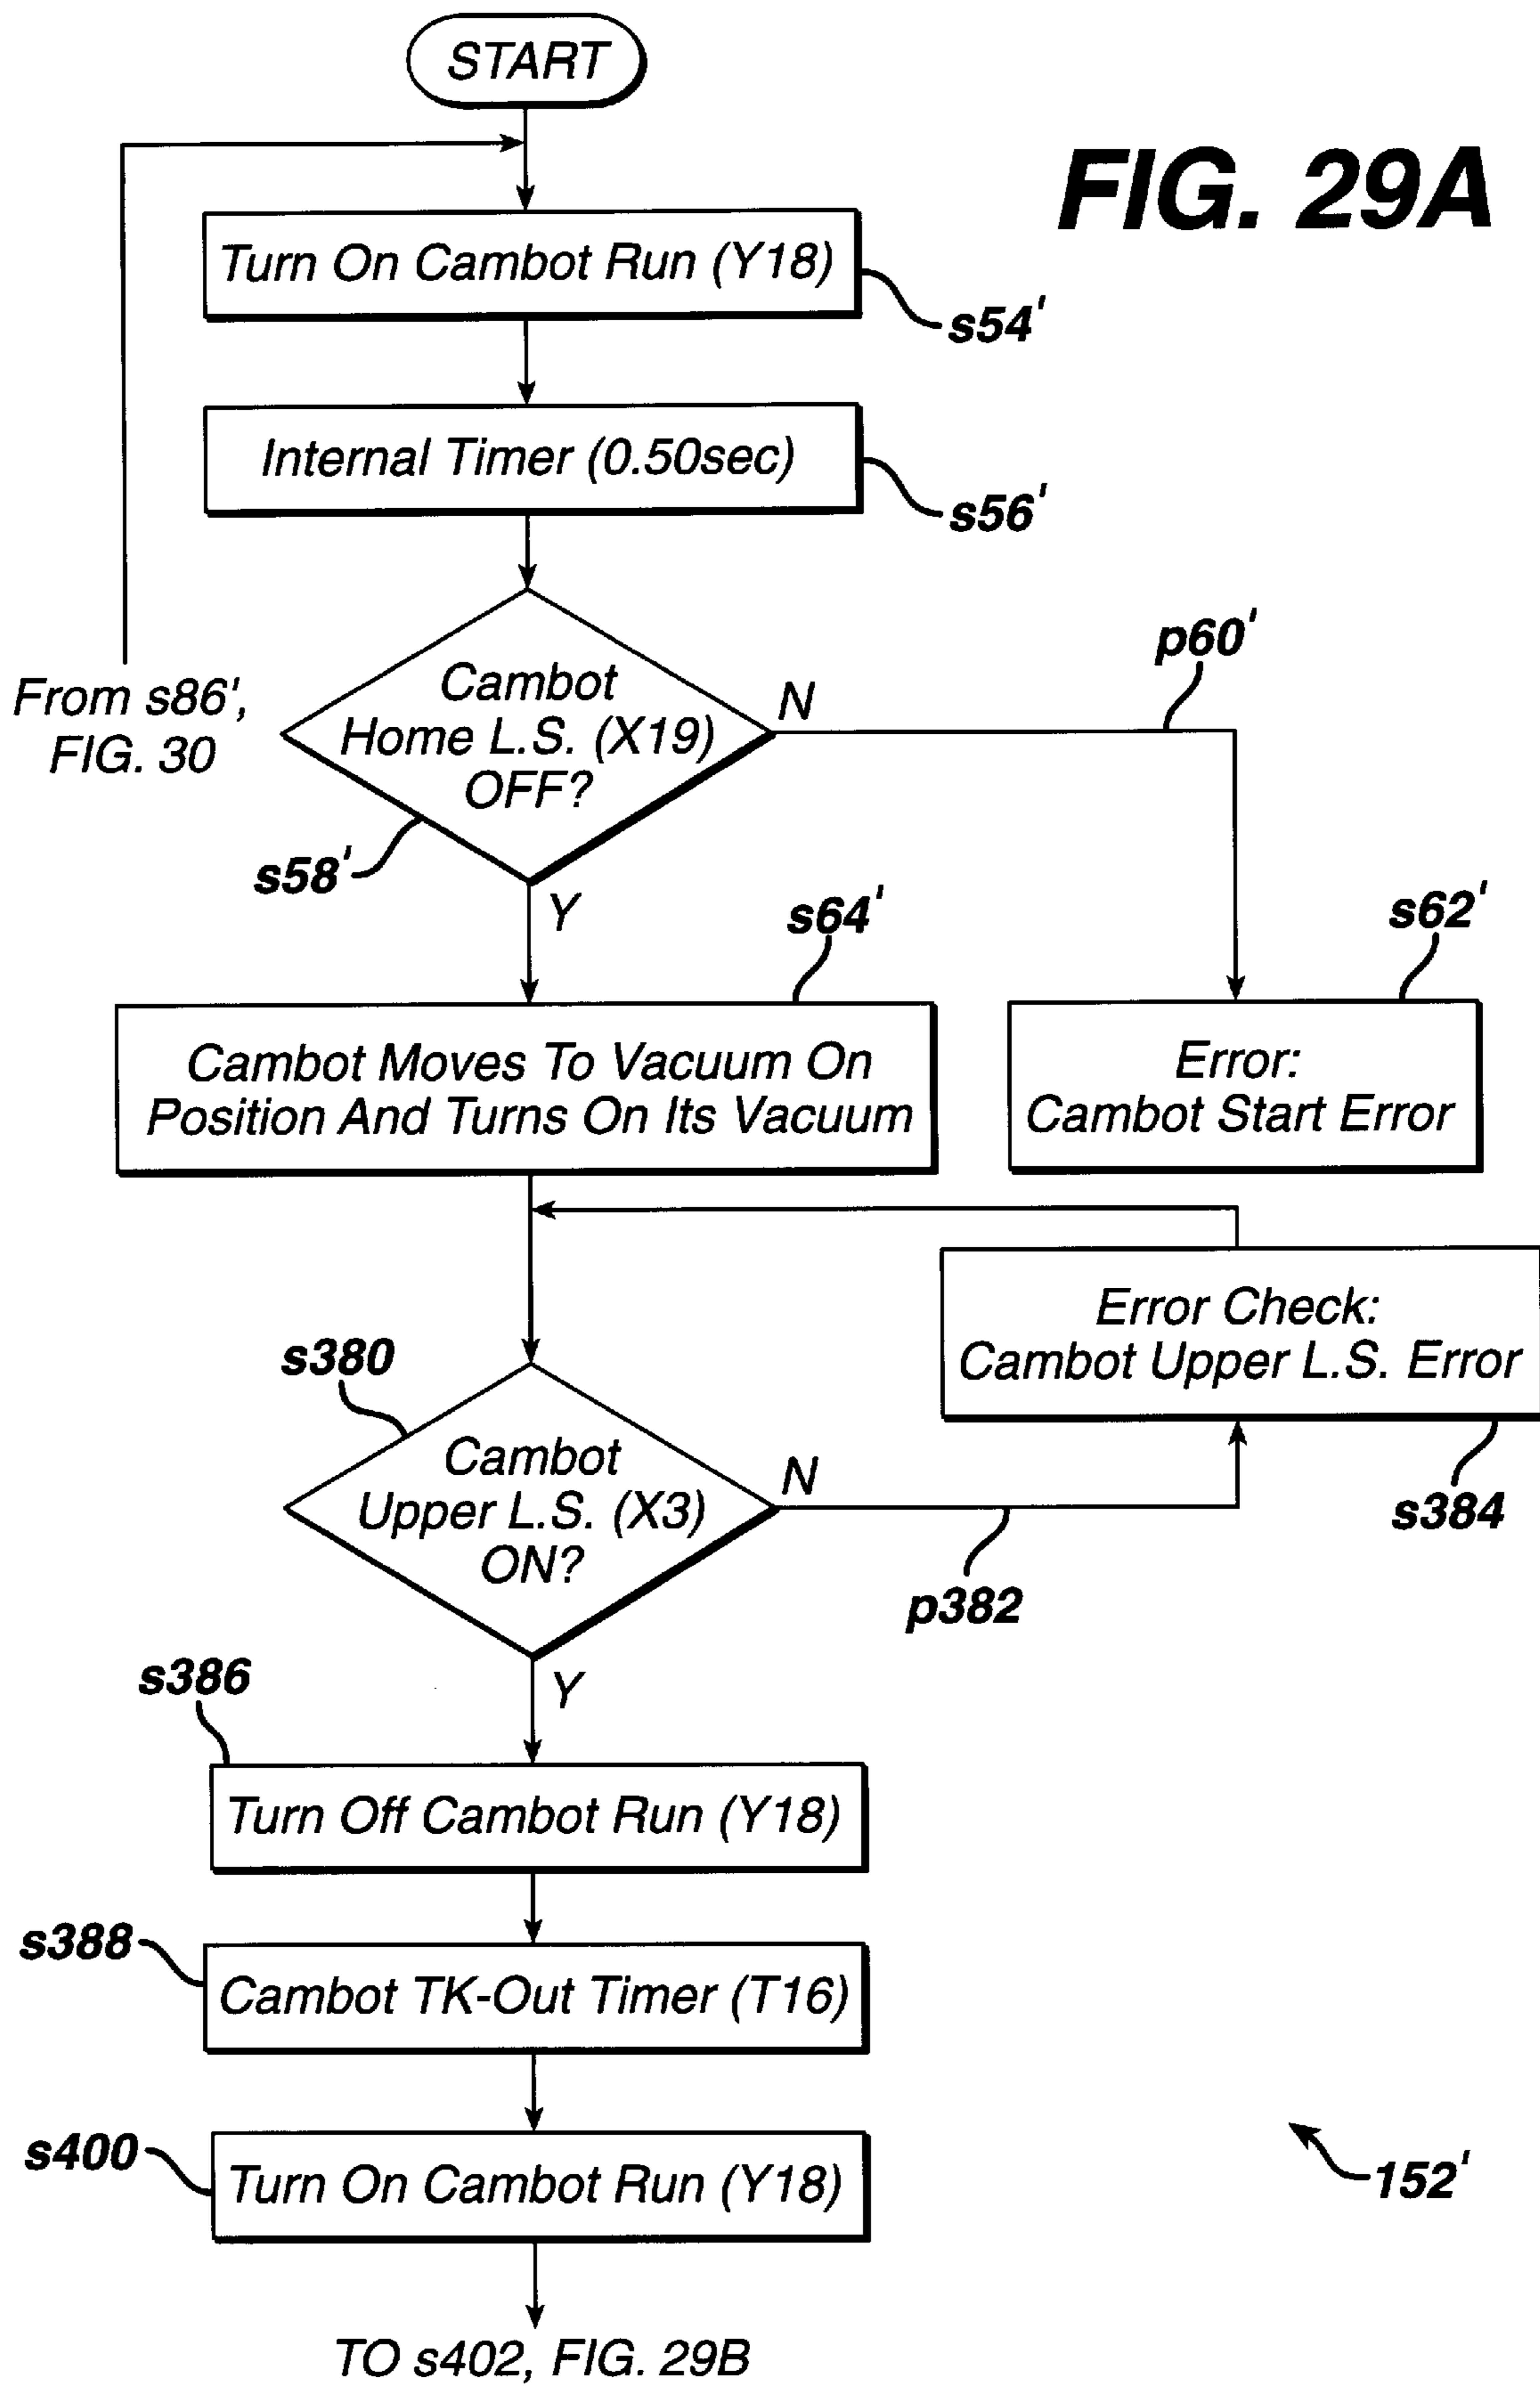 START
FIG. 29A
Turn On Cambot Run (Y18)
s54'
Internal Timer (0.50sec)
s56'
From s86',
FIG. 30
Cambot
Home L.S. (X19)
OFF?
N
p60'
s58'
Y
s64'
s62'
Cambot Moves To Vacuum On
Position And Turns On Its Vacuum
Error:
Cambot Start Error
Error Check:
Cambot Upper L.S. Error
s380
Cambot
Upper L.S. (X3)
ON?
N
s384
p382
s386
Y
Turn Off Cambot Run (Y18)
s388
Cambot TK-Out Timer (T16)
s400
Turn On Cambot Run (Y18)
152'
TO s402, FIG. 29B